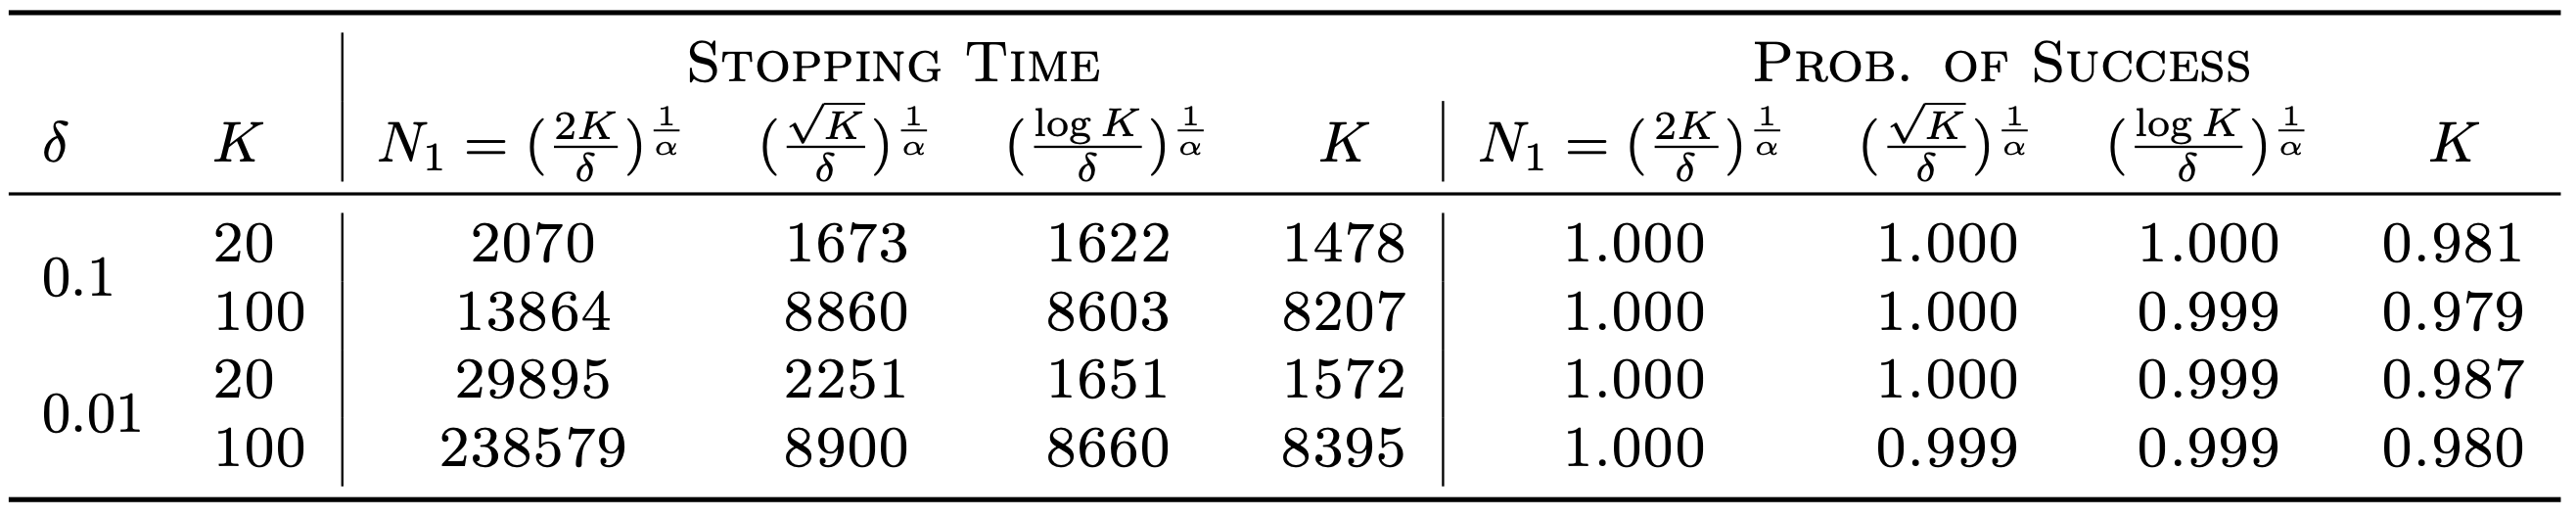 STOPPING TIME PROB. OF SUCCESS
δ K N₁ = (2K/δ)^(1/α) (√K/δ)^(1/α) (log K/δ)^(1/α) K N₁ = (2K/δ)^(1/α) (√K/δ)^(1/α) (log K/δ)^(1/α) K
0.1 20 2070 1673 1622 1478 1.000 1.000 1.000 0.981
100 13864 8860 8603 8207 1.000 1.000 0.999 0.979
0.01 20 29895 2251 1651 1572 1.000 1.000 0.999 0.987
100 238579 8900 8660 8395 1.000 0.999 0.999 0.980